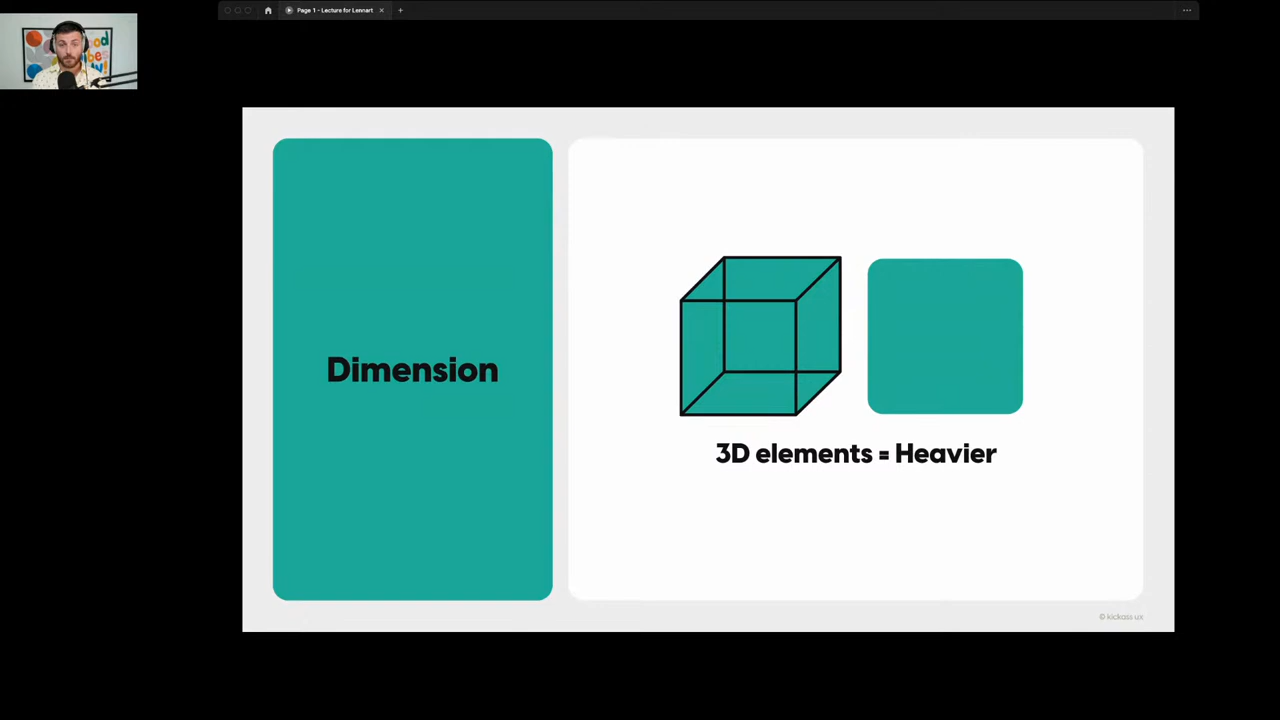 Page 1 - Lecture for Lennart
Dimension
3D elements = Heavier
© kickass ux